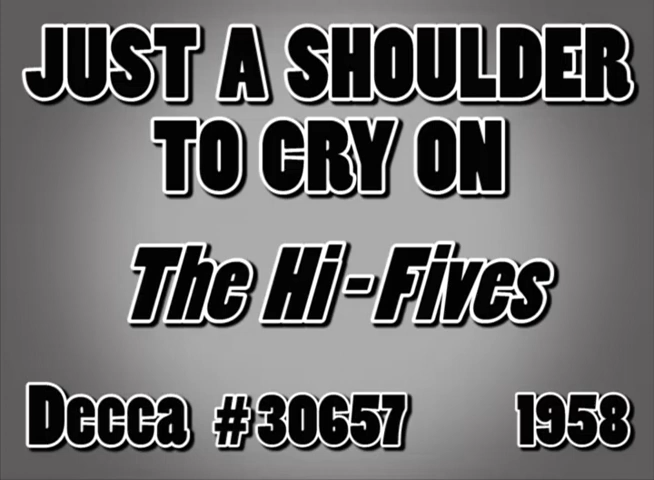 JUST A SHOULDER
TO CRY ON
The Hi-Fives
Decca #30657 1958